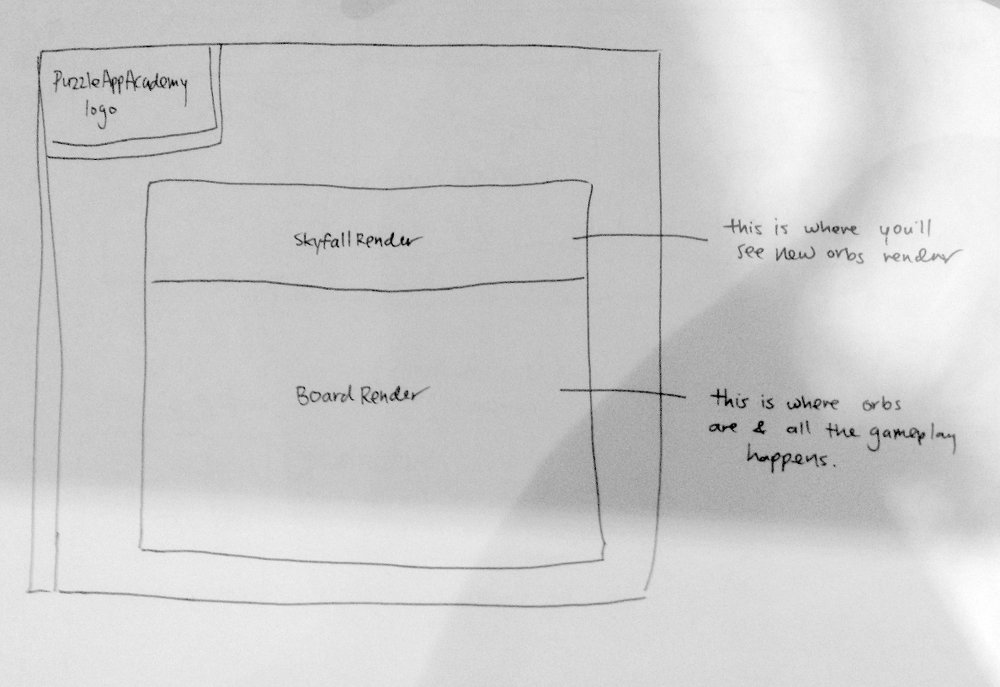 PuzzleAppAcademy
logo
SkyfallRender
this is where you'll
see new orbs render
BoardRender
this is where orbs
are & all the gameplay
happens.